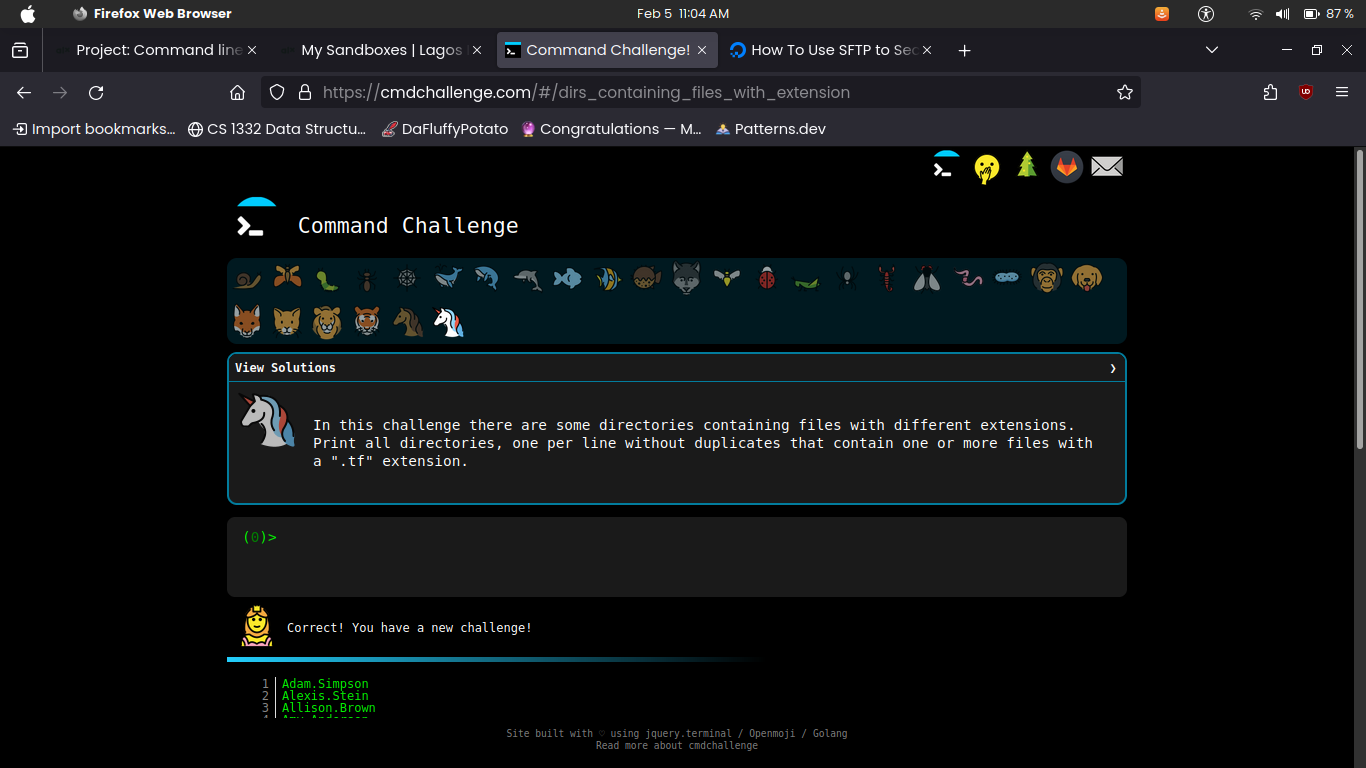 Firefox Web Browser
Feb 5 11:04 AM
87 %
Project: Command line
My Sandboxes | Lagos
Command Challenge!
How To Use SFTP to Sec
https://cmdchallenge.com/#/dirs_containing_files_with_extension
Import bookmarks...
CS 1332 Data Structu...
DaFluffyPotato
Congratulations — M...
Patterns.dev
Command Challenge
View Solutions
In this challenge there are some directories containing files with different extensions.
Print all directories, one per line without duplicates that contain one or more files with
a ".tf" extension.
(0)>
Correct! You have a new challenge!
1 Adam.Simpson
2 Alexis.Stein
3 Allison.Brown
Site built with ♡ using jquery.terminal / Openmoji / Golang
Read more about cmdchallenge